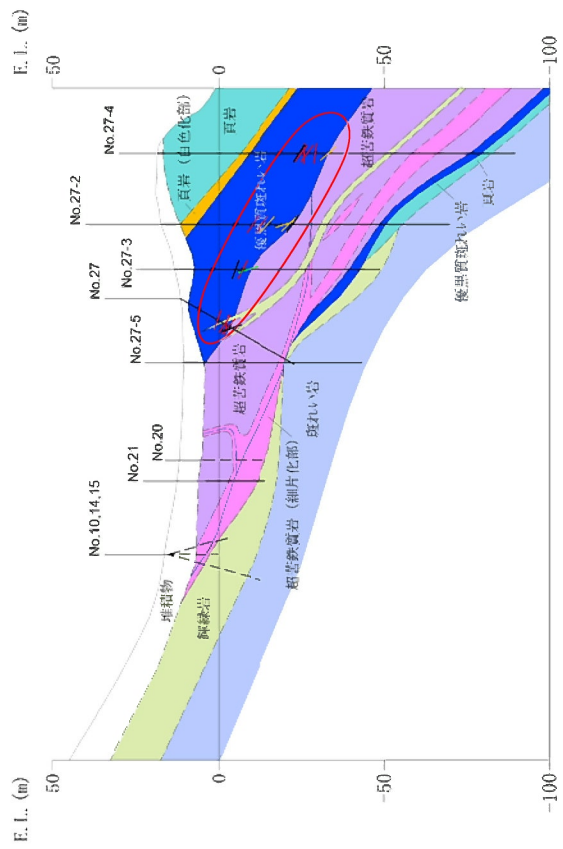 E. L. (m)
50
0
-50
-100
No.27-4
No.27-2
No.27-3
No.27
No.27-5
No.20
No.21
No.10,14,15
頁岩（白色化部）
頁岩
優黒質斑れい岩
超苦鉄質岩
頁岩
優黒質斑れい岩
超苦鉄質岩
斑れい岩
超苦鉄質岩（細片化部）
堆積物
輝緑岩
E. L. (m)
50
0
-50
-100